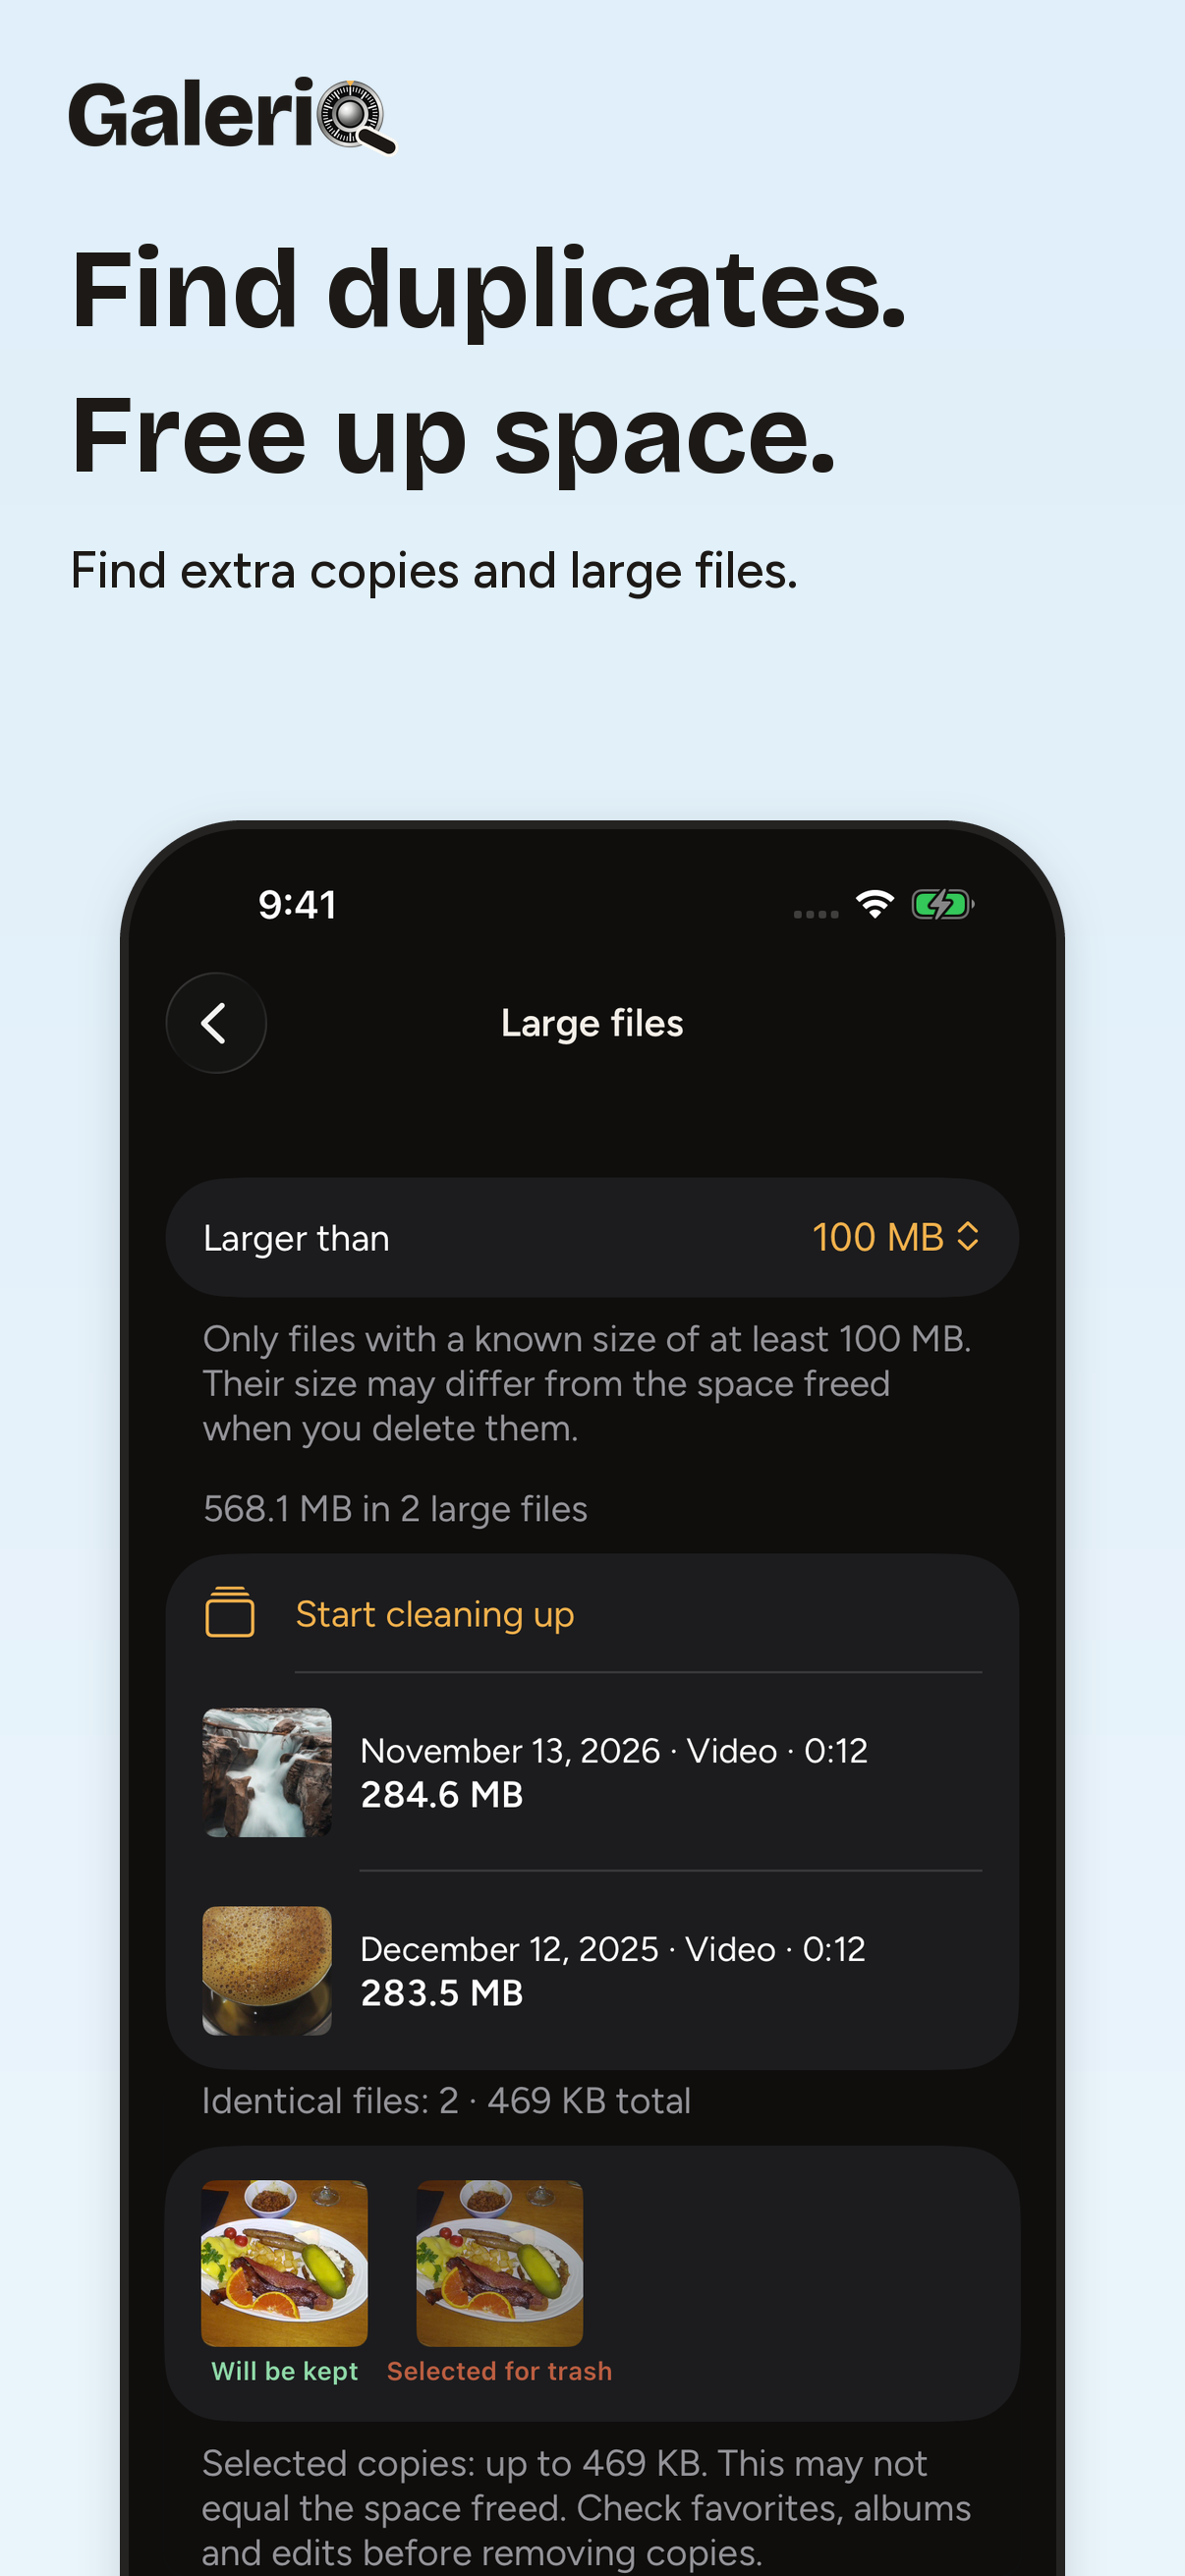 GaleriQ
Find duplicates.
Free up space.
Find extra copies and large files.
9:41
Large files
Larger than 100 MB
Only files with a known size of at least 100 MB.
Their size may differ from the space freed
when you delete them.
568.1 MB in 2 large files
Start cleaning up
November 13, 2026 · Video · 0:12
284.6 MB
December 12, 2025 · Video · 0:12
283.5 MB
Identical files: 2 · 469 KB total
Will be kept Selected for trash
Selected copies: up to 469 KB. This may not
equal the space freed. Check favorites, albums
and edits before removing copies.